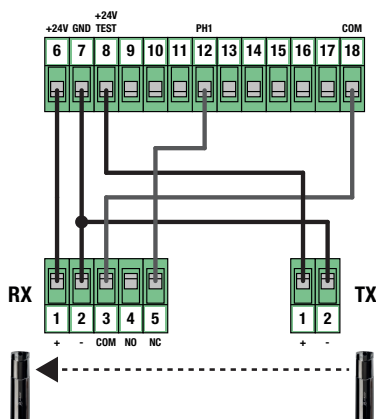 +24V
+24V GND TEST PH1 COM
6 7 8 9 10 11 12 13 14 15 16 17 18
RX TX
1 2 3 4 5 1 2
+ - COM NO NC + -